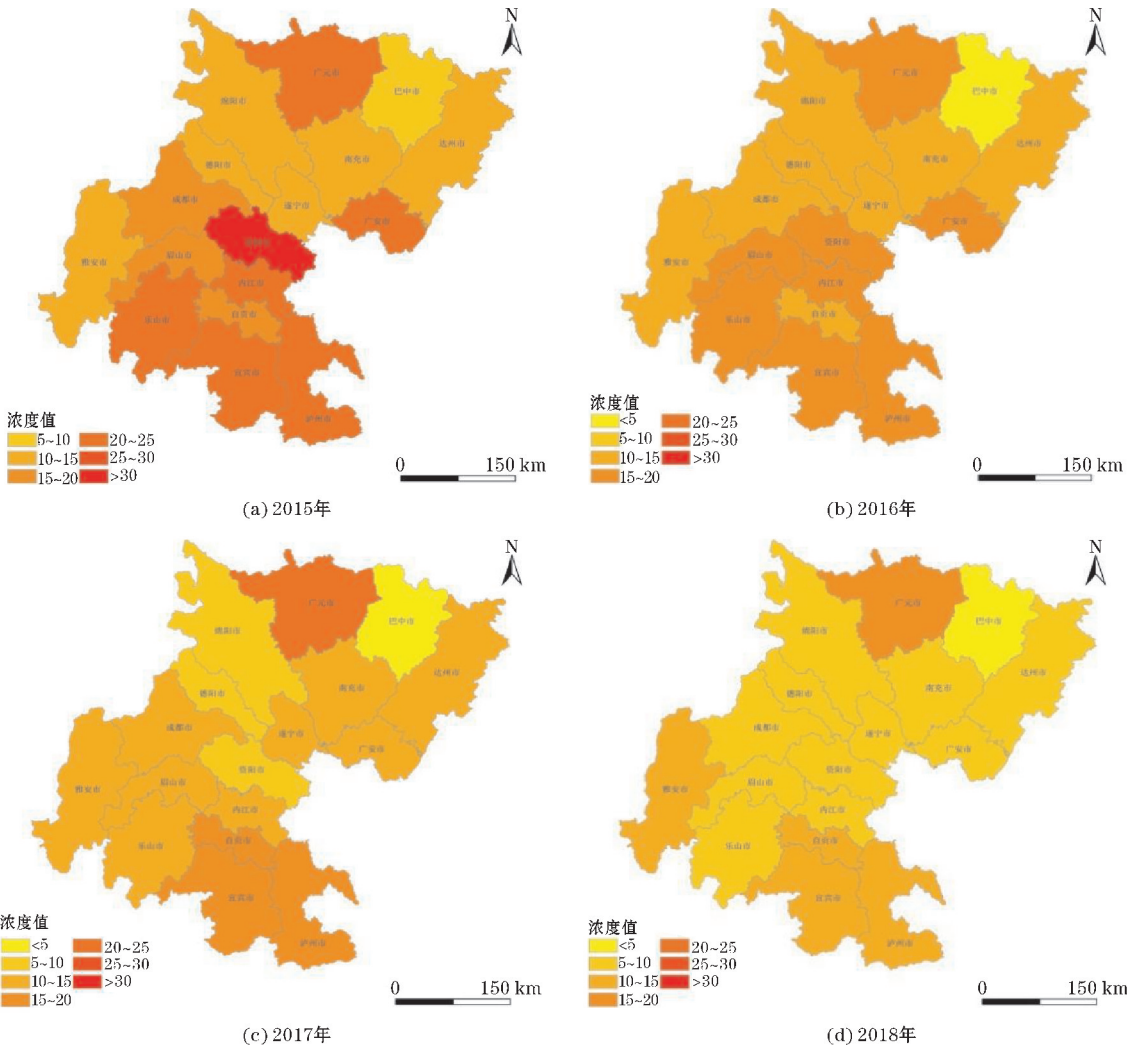 N
广元市
巴中市
绵阳市
达州市
南充市
德阳市
成都市
遂宁市
广安市
雅安市
眉山市
内江市
自贡市
乐山市
宜宾市
泸州市
浓度值
5~10 20~25
10~15 25~30
15~20 >30
0 150 km
(a) 2015年
N
广元市
巴中市
绵阳市
达州市
南充市
德阳市
成都市
遂宁市
广安市
资阳市
雅安市
眉山市
内江市
自贡市
乐山市
宜宾市
泸州市
浓度值
<5 20~25
5~10 25~30
10~15 >30
15~20
0 150 km
(b) 2016年
N
广元市
巴中市
绵阳市
达州市
南充市
德阳市
成都市
遂宁市
广安市
资阳市
雅安市
眉山市
内江市
自贡市
乐山市
宜宾市
泸州市
浓度值
<5 20~25
5~10 25~30
10~15 >30
15~20
0 150 km
(c) 2017年
N
广元市
巴中市
绵阳市
达州市
南充市
德阳市
成都市
遂宁市
广安市
资阳市
雅安市
眉山市
内江市
自贡市
乐山市
宜宾市
泸州市
浓度值
<5 20~25
5~10 25~30
10~15 >30
15~20
0 150 km
(d) 2018年